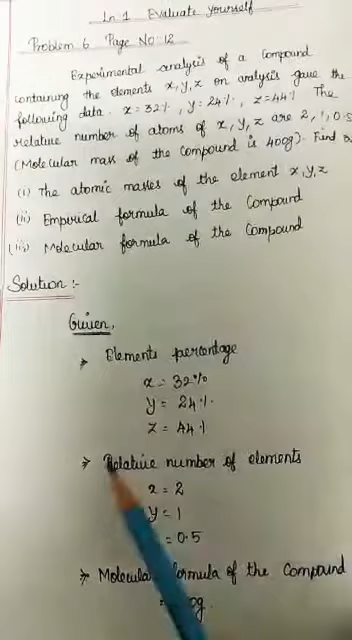 In 1 Evaluate yourself
Problem 6 Page No: 12
Experimental analysis of a Compound
containing the elements x,y,z on analysis gave the
following data. x = 32%, y = 24%, z = 44% The
relative number of atoms of x, y, z are 2, 1, 0.5
(Molecular mass of the compound is 400g). Find
(i) The atomic masses of the element x,y,z
(ii) Empirical formula of the Compound
(iii) Molecular formula of the Compound
Solution :-
Given,
Elements percentage
x = 32%
y = 24%
z = 44%
Relative number of elements
x = 2
y = 1
= 0.5
formula of the Compound